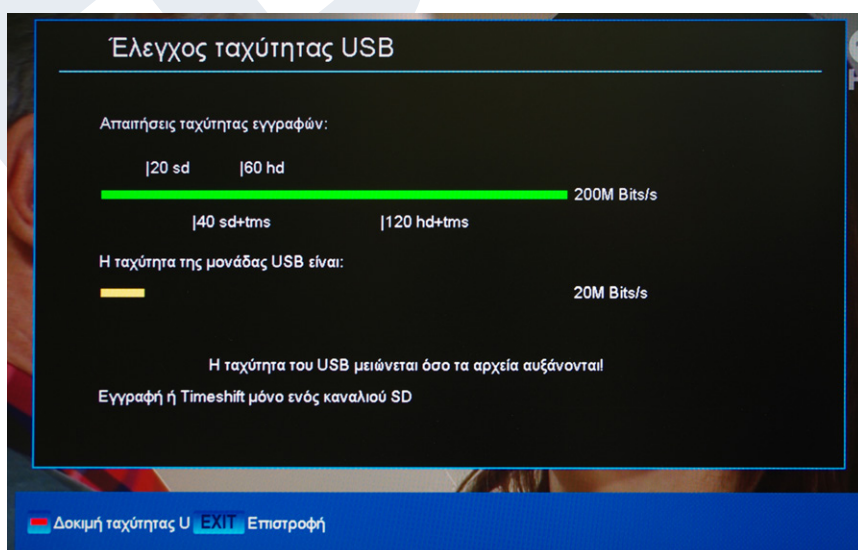 Έλεγχος ταχύτητας USB
Απαιτήσεις ταχύτητας εγγραφών:
|20 sd |60 hd
200M Bits/s
|40 sd+tms |120 hd+tms
Η ταχύτητα της μονάδας USB είναι:
20M Bits/s
Η ταχύτητα του USB μειώνεται όσο τα αρχεία αυξάνονται!
Εγγραφή ή Timeshift μόνο ενός καναλιού SD
Δοκιμή ταχύτητας U EXIT Επιστροφή